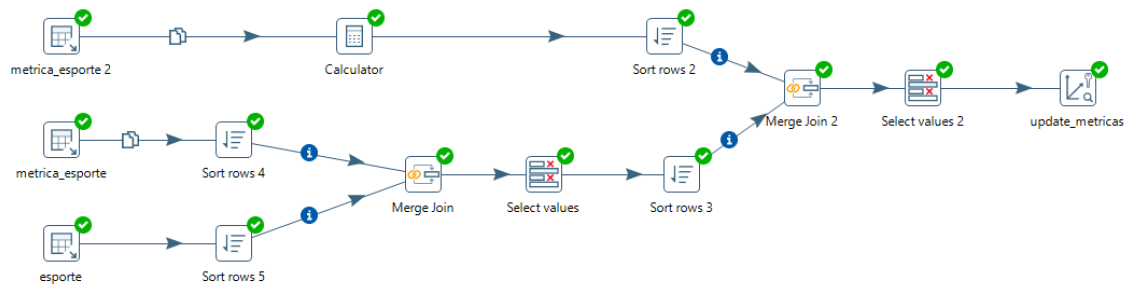 metrica_esporte 2
Calculator
Sort rows 2
Merge Join 2
Select values 2
update_metricas
metrica_esporte
Sort rows 4
Merge Join
Select values
Sort rows 3
esporte
Sort rows 5